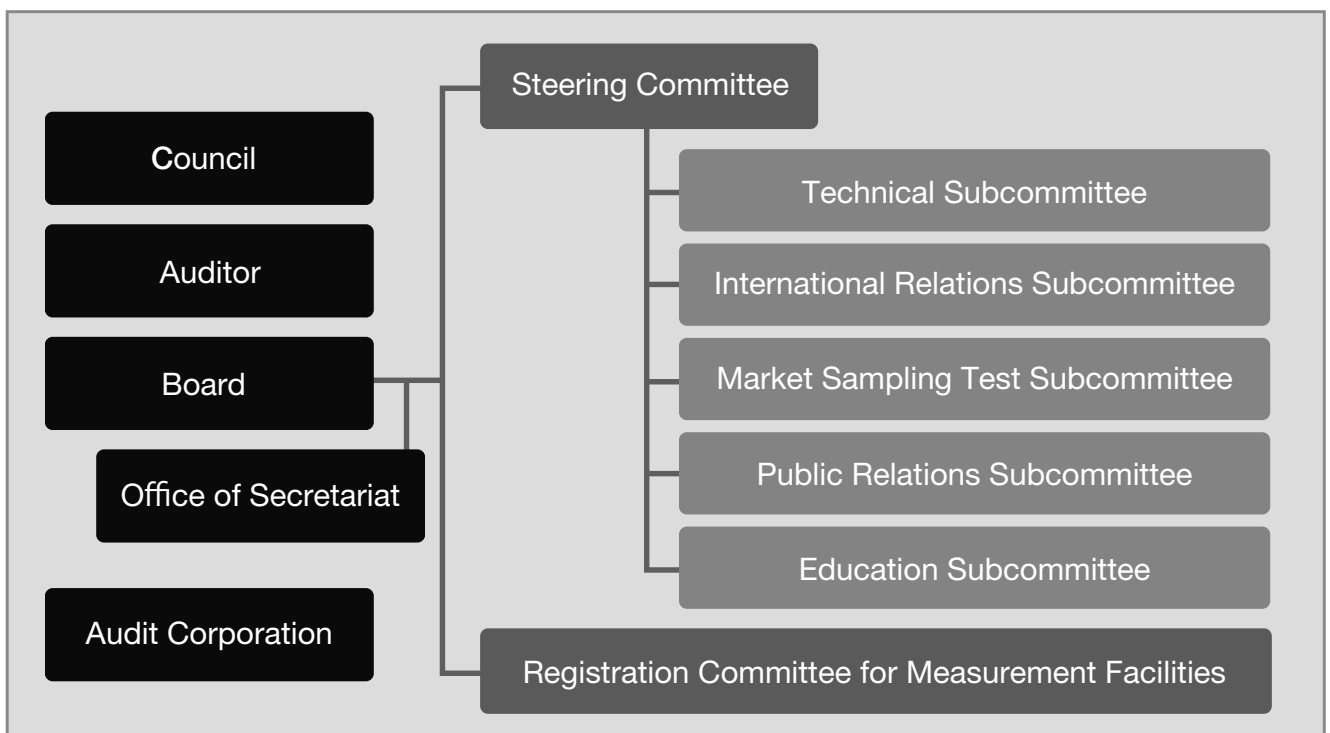 Council
Auditor
Board
Office of Secretariat
Audit Corporation
Steering Committee
Technical Subcommittee
International Relations Subcommittee
Market Sampling Test Subcommittee
Public Relations Subcommittee
Education Subcommittee
Registration Committee for Measurement Facilities